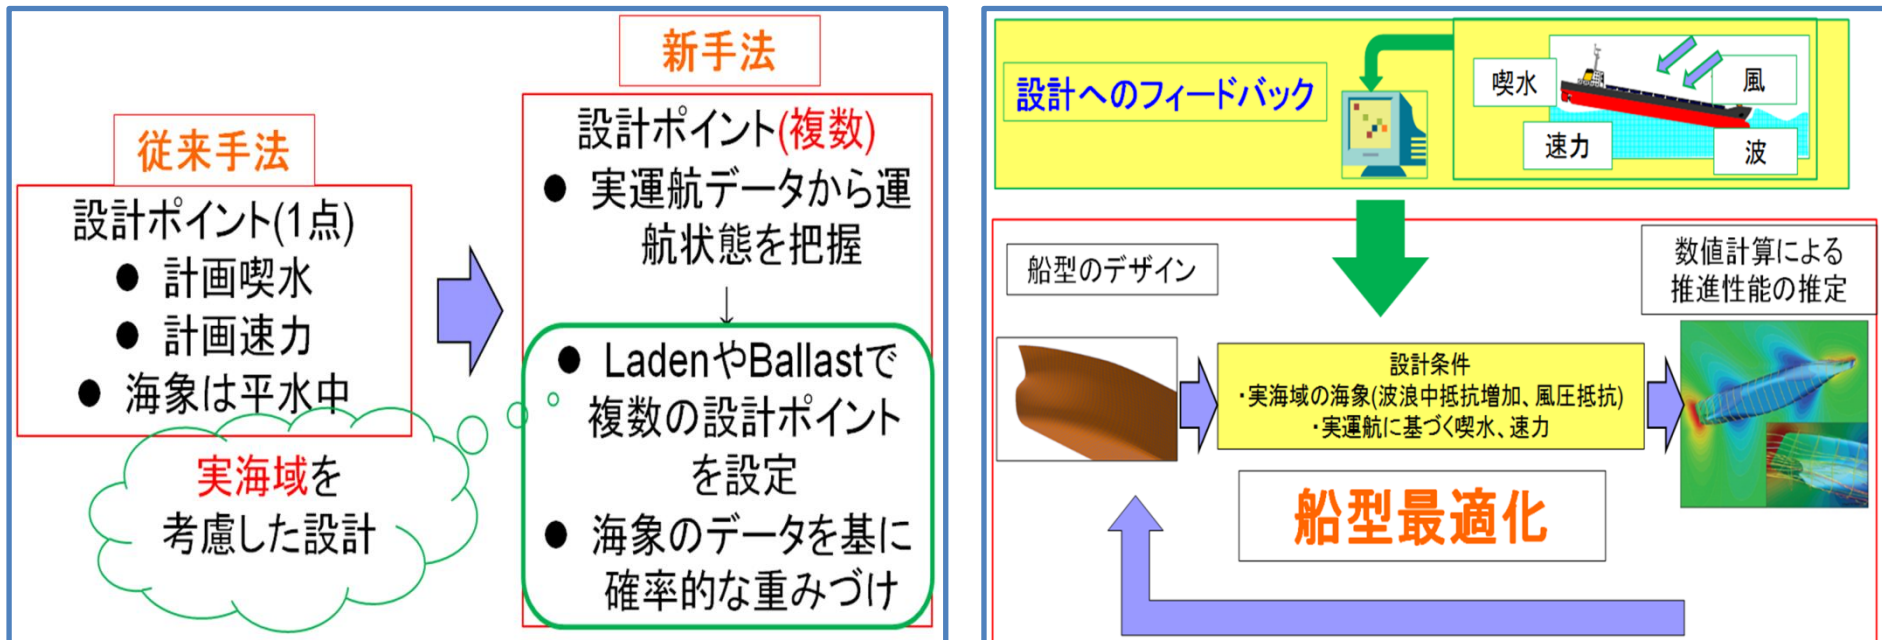 従来手法
設計ポイント(1点)
● 計画喫水
● 計画速力
● 海象は平水中
実海域を
考慮した設計
新手法
設計ポイント(複数)
● 実運航データから運
航状態を把握
↓
● LadenやBallastで
複数の設計ポイント
を設定
● 海象のデータを基に
確率的な重みづけ
設計へのフィードバック
喫水
風
速力
波
船型のデザイン
数値計算による
推進性能の推定
設計条件
・実海域の海象(波浪中抵抗増加、風圧抵抗)
・実運航に基づく喫水、速力
船型最適化